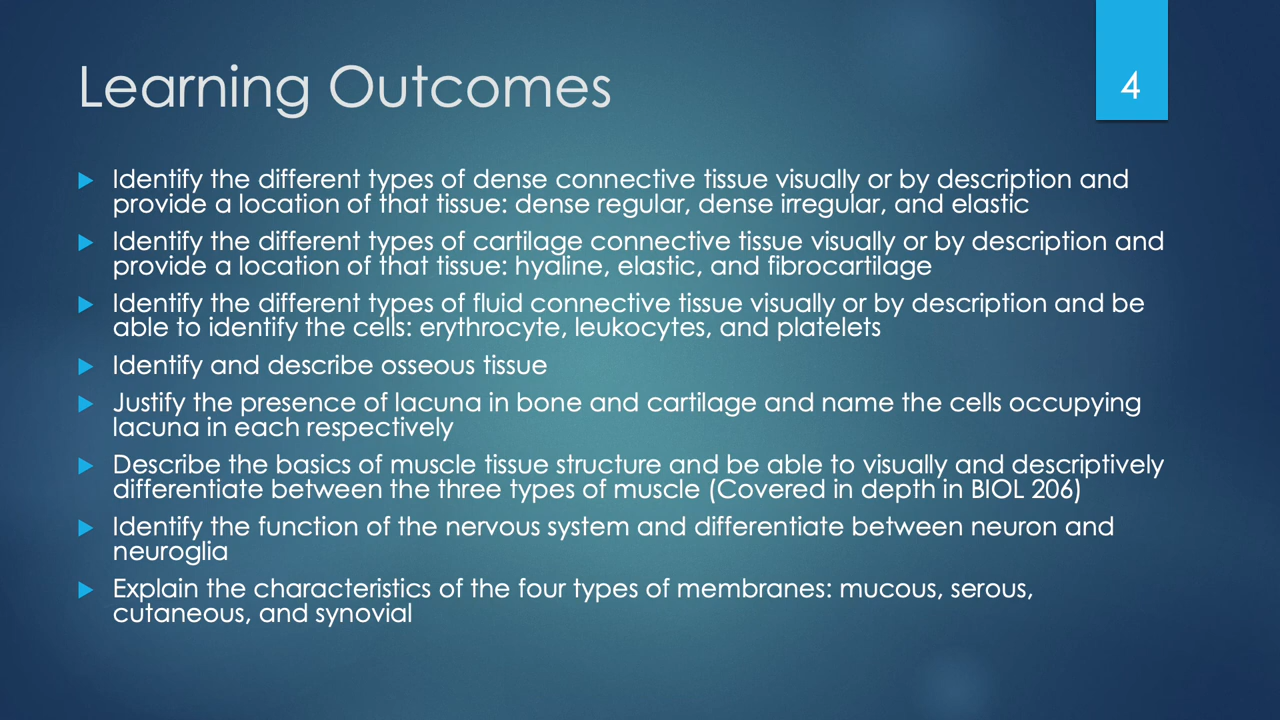 Learning Outcomes
4
Identify the different types of dense connective tissue visually or by description and
provide a location of that tissue: dense regular, dense irregular, and elastic
Identify the different types of cartilage connective tissue visually or by description and
provide a location of that tissue: hyaline, elastic, and fibrocartilage
Identify the different types of fluid connective tissue visually or by description and be
able to identify the cells: erythrocyte, leukocytes, and platelets
Identify and describe osseous tissue
Justify the presence of lacuna in bone and cartilage and name the cells occupying
lacuna in each respectively
Describe the basics of muscle tissue structure and be able to visually and descriptively
differentiate between the three types of muscle (Covered in depth in BIOL 206)
Identify the function of the nervous system and differentiate between neuron and
neuroglia
Explain the characteristics of the four types of membranes: mucous, serous,
cutaneous, and synovial